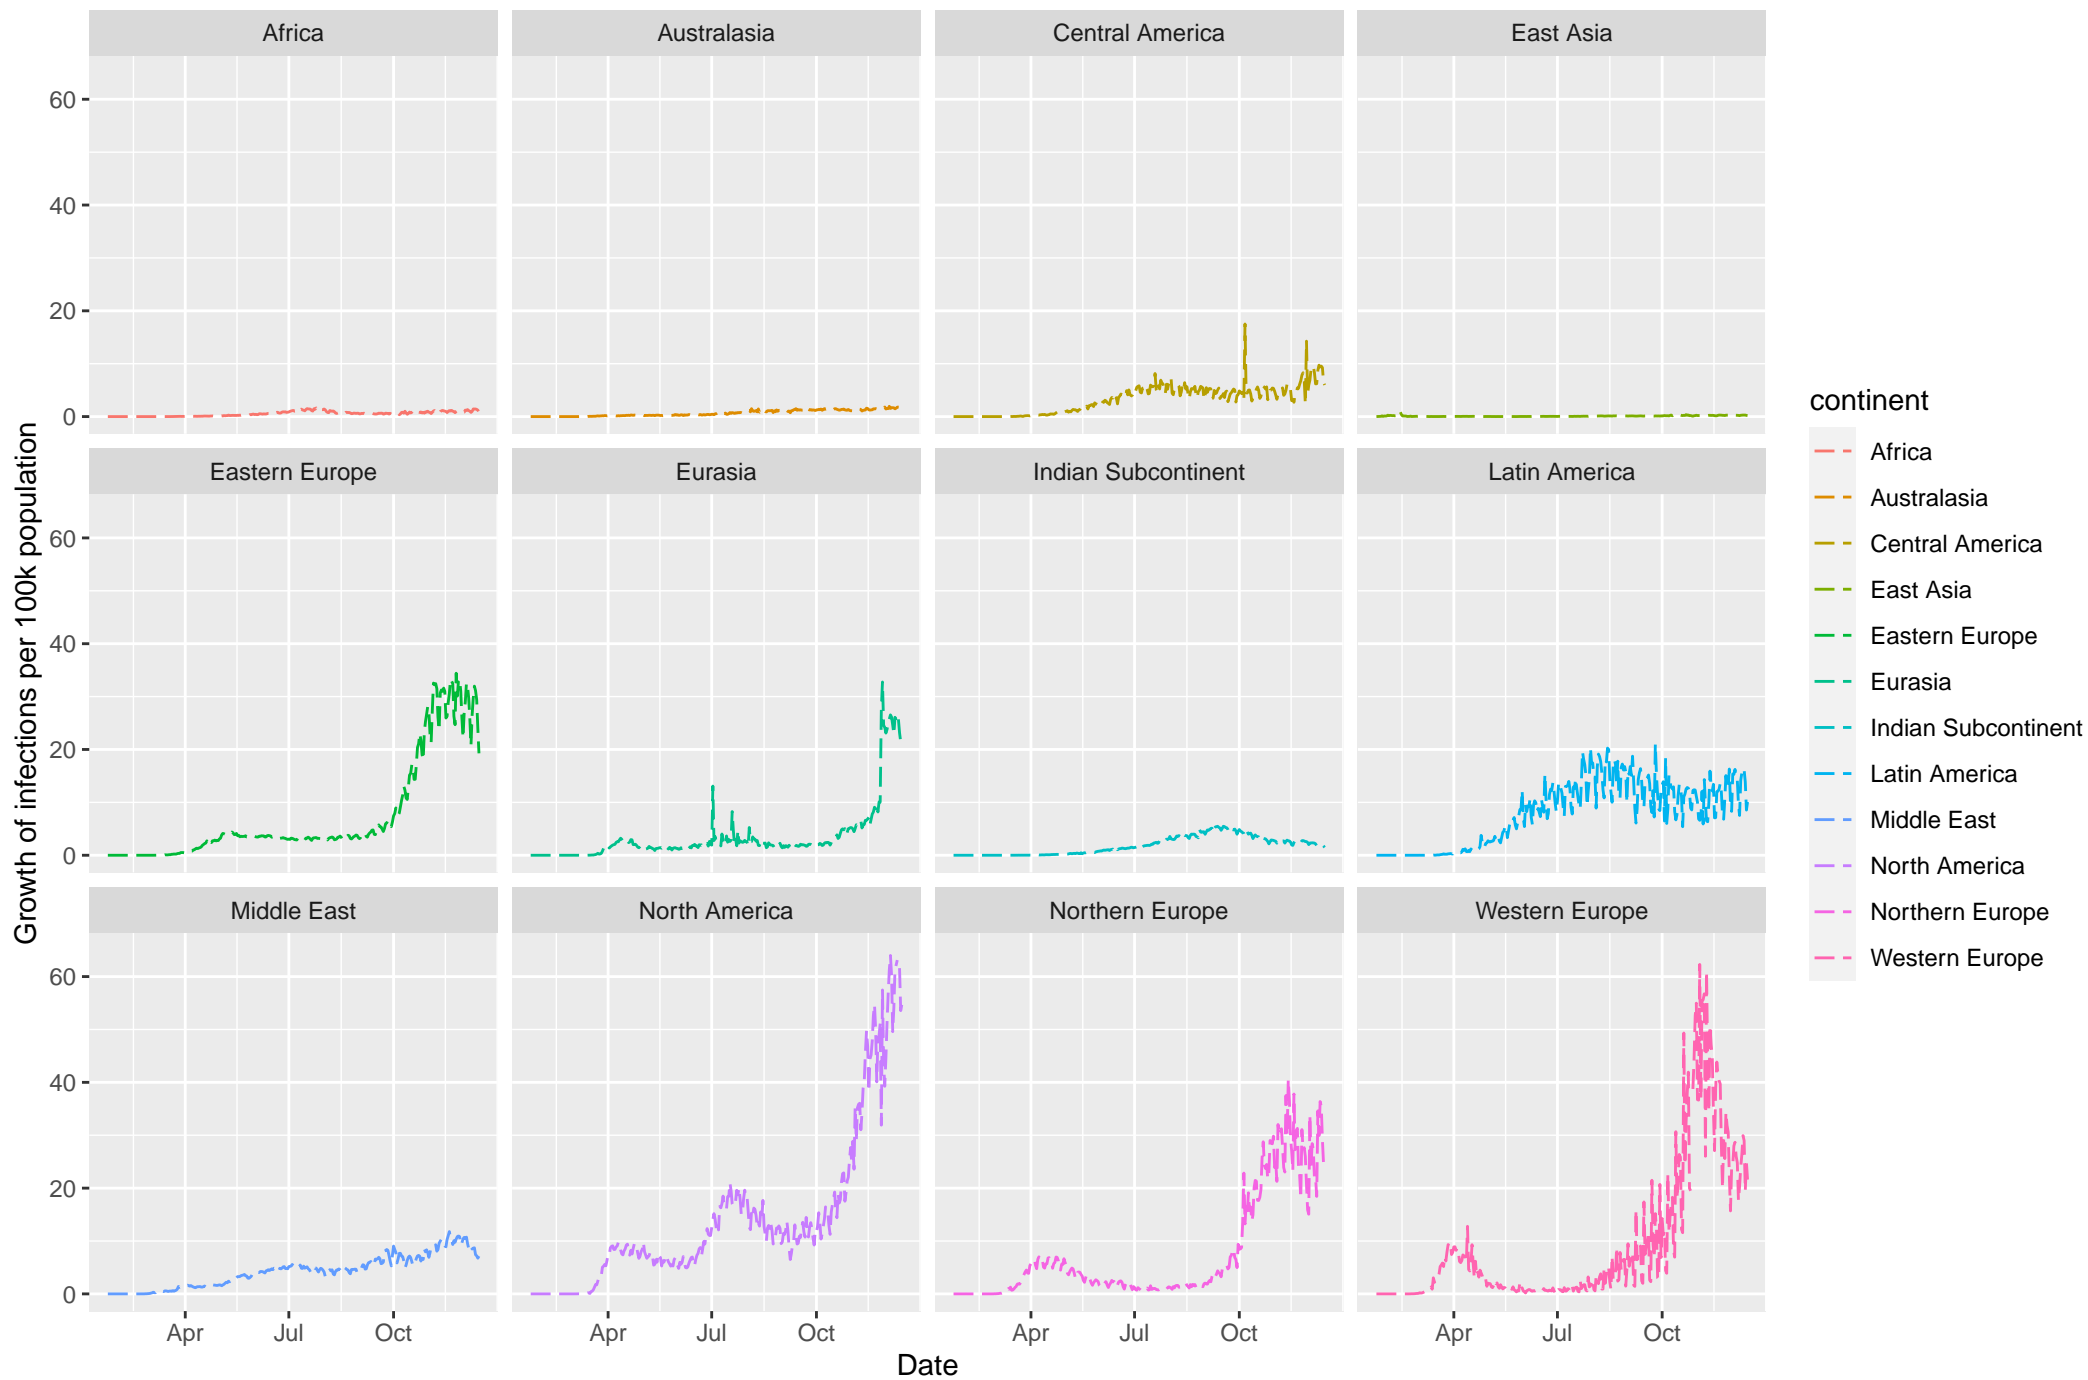 Africa
Australasia
Central America
East Asia
60
40
20
0
Eastern Europe
Eurasia
Indian Subcontinent
Latin America
60
40
20
0
Middle East
North America
Northern Europe
Western Europe
60
40
20
0
Apr Jul Oct
Apr Jul Oct
Apr Jul Oct
Apr Jul Oct
Date
Growth of infections per 100k population
continent
Africa
Australasia
Central America
East Asia
Eastern Europe
Eurasia
Indian Subcontinent
Latin America
Middle East
North America
Northern Europe
Western Europe